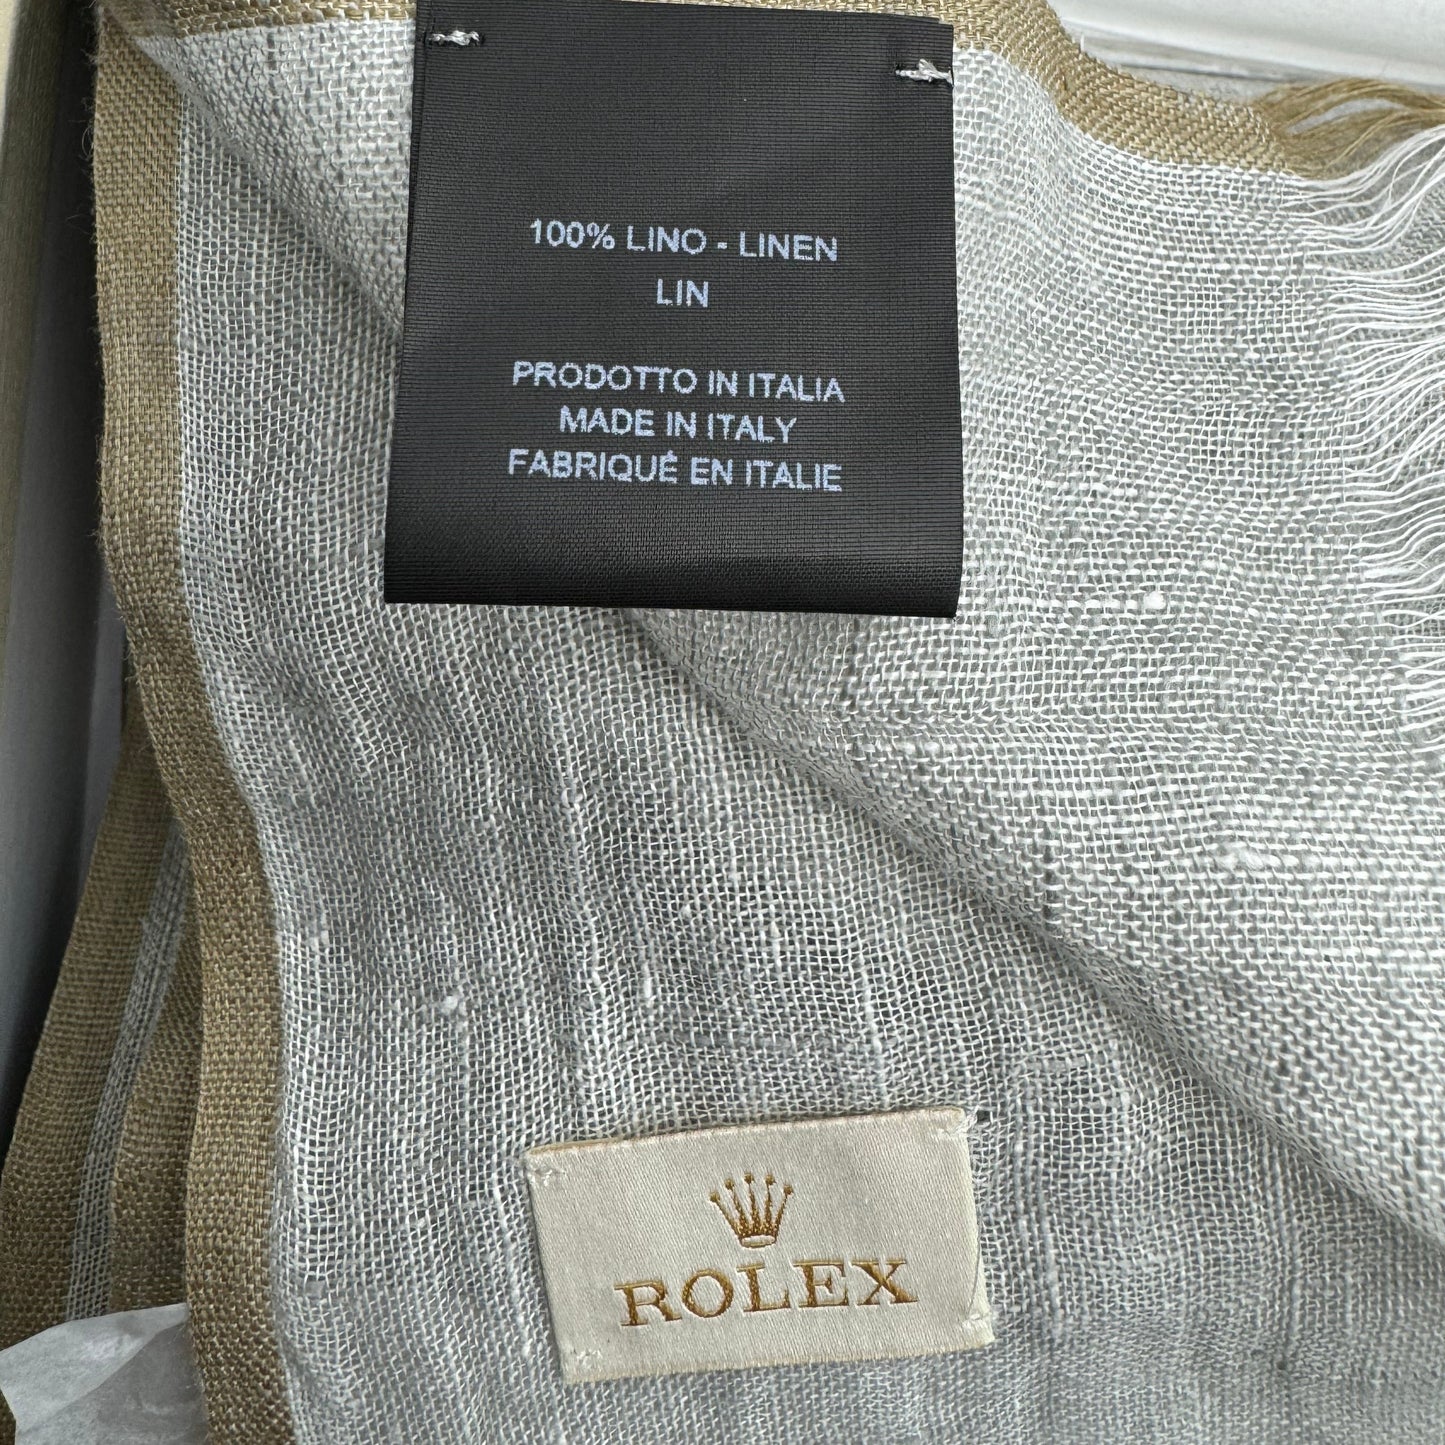 100% LINO - LINEN
LIN
PRODOTTO IN ITALIA
MADE IN ITALY
FABRIQUÉ EN ITALIE
ROLEX